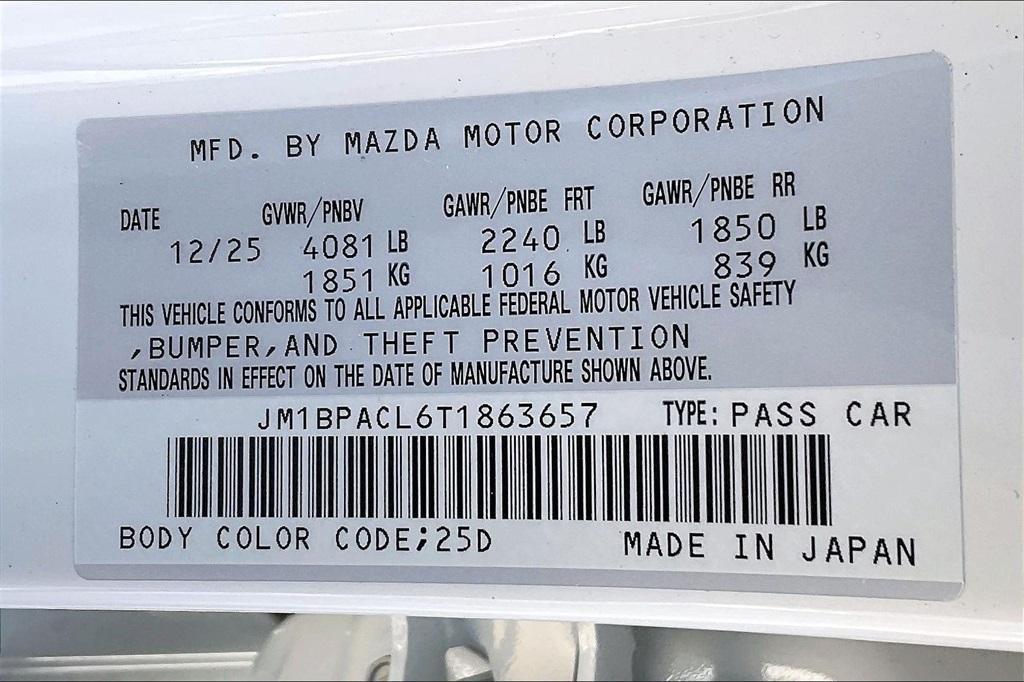 MFD. BY MAZDA MOTOR CORPORATION
DATE GVWR/PNBV GAWR/PNBE FRT GAWR/PNBE RR
12/25 4081 LB 2240 LB 1850 LB
1851 KG 1016 KG 839 KG
THIS VEHICLE CONFORMS TO ALL APPLICABLE FEDERAL MOTOR VEHICLE SAFETY
,BUMPER,AND THEFT PREVENTION
STANDARDS IN EFFECT ON THE DATE OF MANUFACTURE SHOWN ABOVE.
JM1BPACL6T1863657 TYPE: PASS CAR
BODY COLOR CODE;25D MADE IN JAPAN